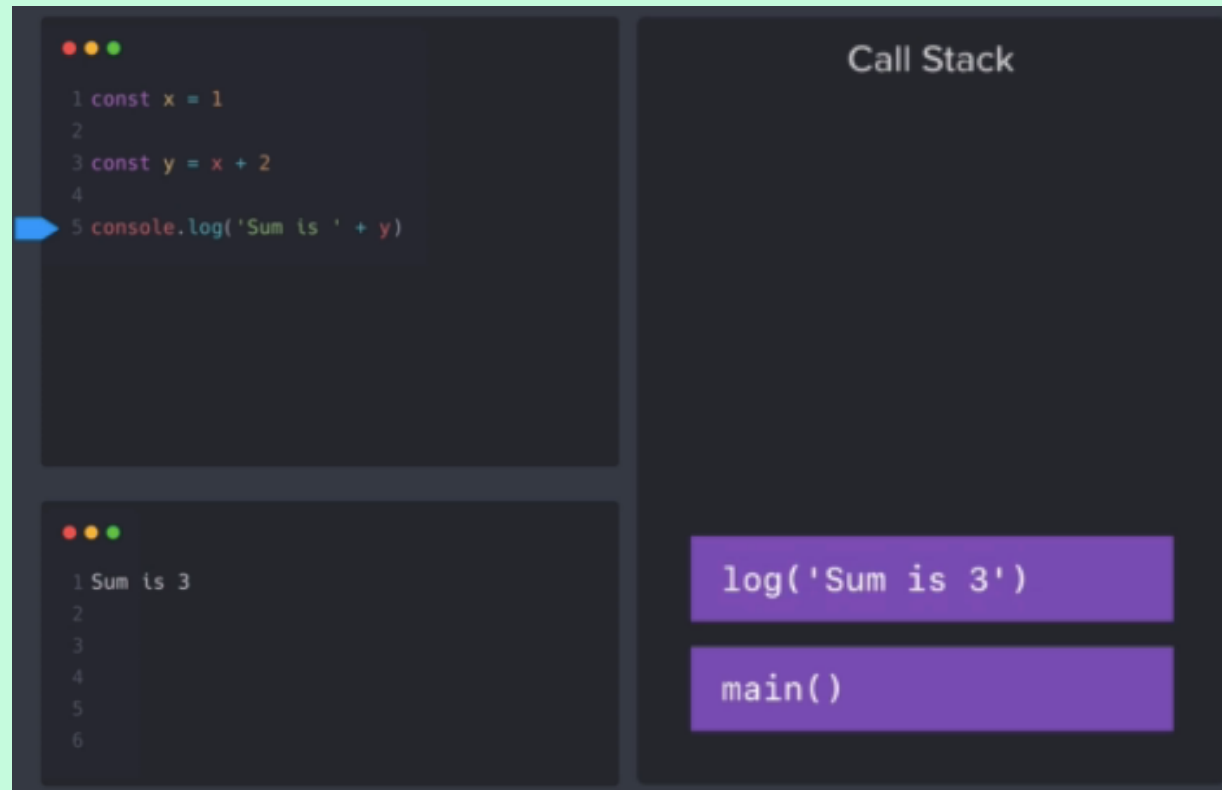 1 const x = 1
2
3 const y = x + 2
4
5 console.log('Sum is ' + y)
1 Sum is 3
2
3
4
5
6
Call Stack
log('Sum is 3')
main()